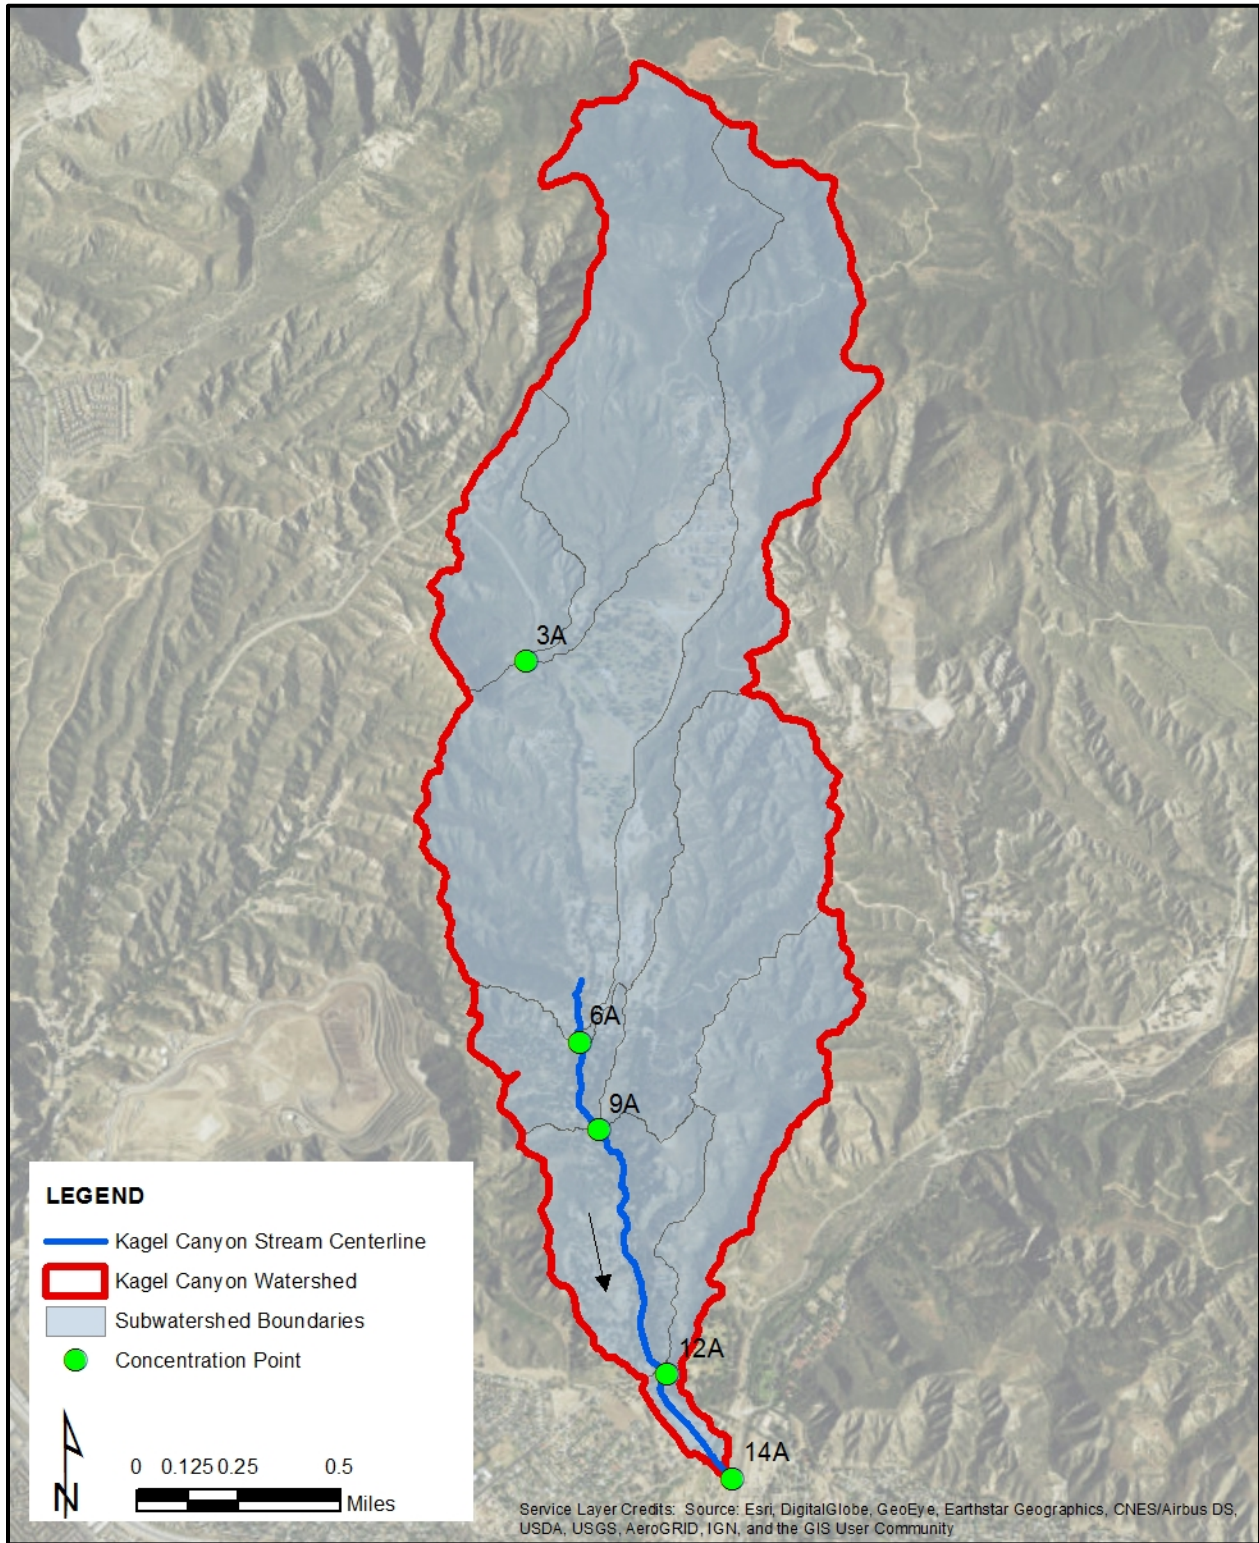 3A
6A
9A
12A
14A
LEGEND
Kagel Canyon Stream Centerline
Kagel Canyon Watershed
Subwatershed Boundaries
Concentration Point
N
0 0.125 0.25 0.5
Miles
Service Layer Credits: Source: Esri, DigitalGlobe, GeoEye, Earthstar Geographics, CNES/Airbus DS,
USDA, USGS, AeroGRID, IGN, and the GIS User Community